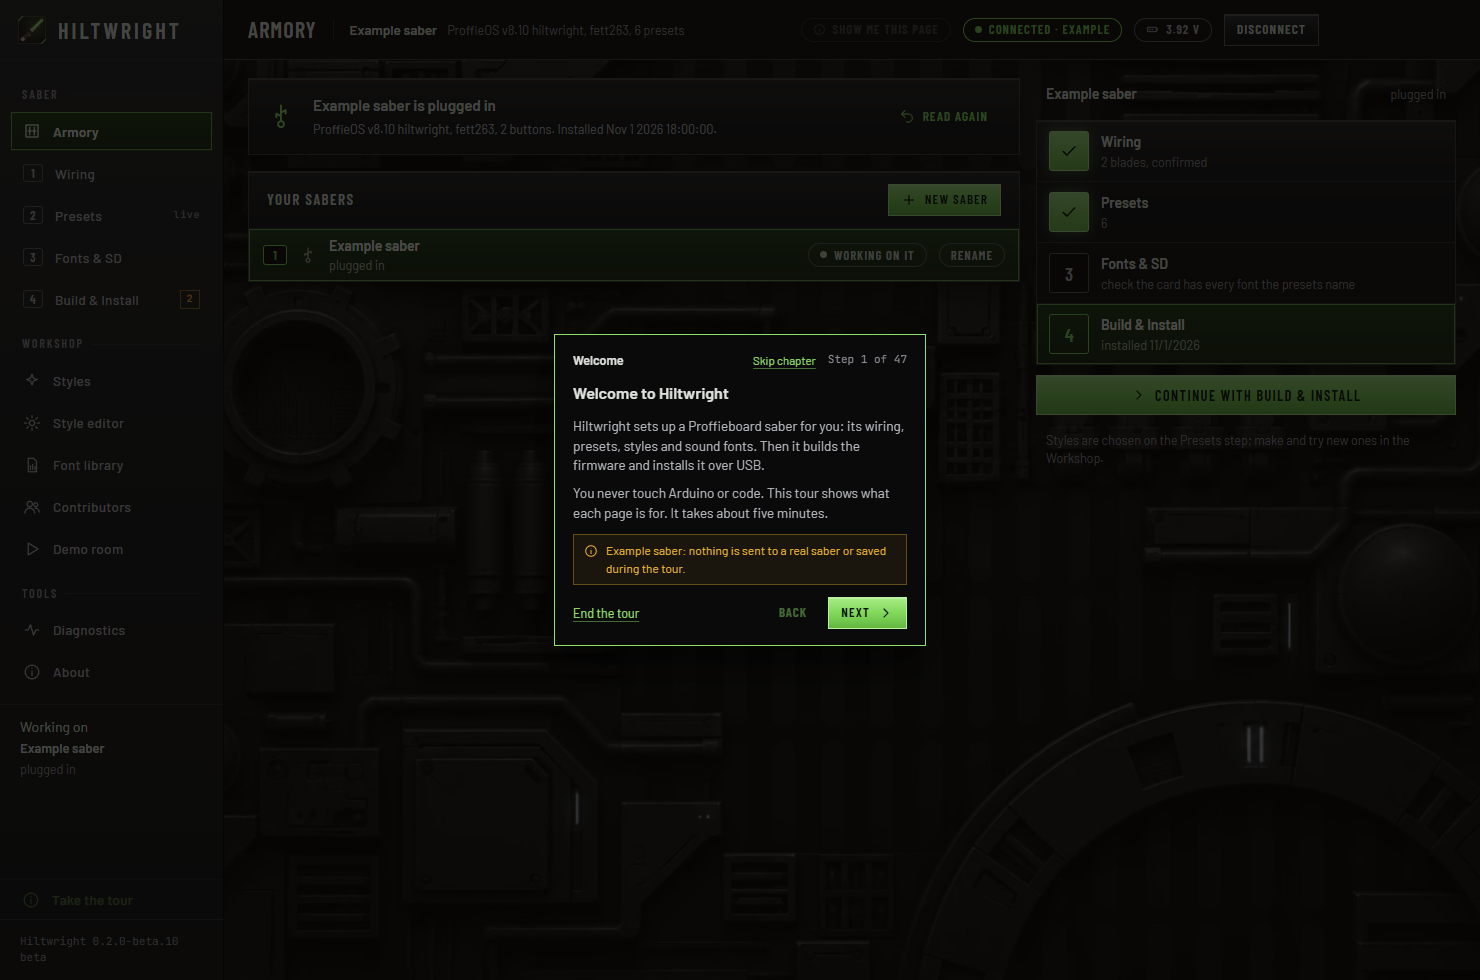 HILTWRIGHT
SABER
Armory
1 Wiring
2 Presets live
3 Fonts & SD
4 Build & Install 2
WORKSHOP
Styles
Style editor
Font library
Contributors
Demo room
TOOLS
Diagnostics
About
Working on
Example saber
plugged in
Take the tour
Hiltwright 0.2.0-beta.10
beta
ARMORY
Example saber ProffieOS v8.10 hiltwright, fett263, 6 presets
SHOW ME THIS PAGE
CONNECTED · EXAMPLE
3.92 V
DISCONNECT
Example saber is plugged in
ProffieOS v8.10 hiltwright, fett263, 2 buttons. Installed Nov 1 2026 18:00:00.
READ AGAIN
YOUR SABERS
NEW SABER
1
Example saber
plugged in
WORKING ON IT
RENAME
Example saber plugged in
Wiring
2 blades, confirmed
Presets
6
3
Fonts & SD
check the card has every font the presets name
4
Build & Install
installed 11/1/2026
CONTINUE WITH BUILD & INSTALL
Styles are chosen on the Presets step; make and try new ones in the
Workshop.
Welcome Skip chapter Step 1 of 47
Welcome to Hiltwright
Hiltwright sets up a Proffieboard saber for you: its wiring,
presets, styles and sound fonts. Then it builds the
firmware and installs it over USB.
You never touch Arduino or code. This tour shows what
each page is for. It takes about five minutes.
Example saber: nothing is sent to a real saber or saved
during the tour.
End the tour BACK NEXT